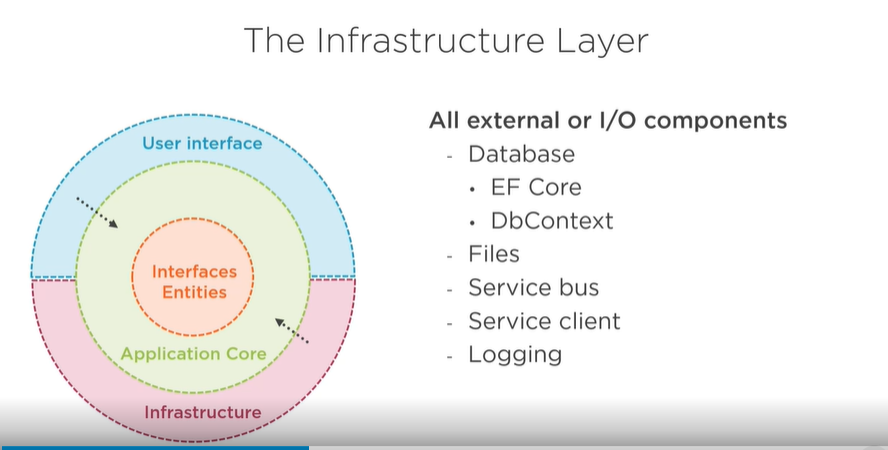 The Infrastructure Layer
User interface
Interfaces
Entities
Application Core
Infrastructure
All external or I/O components
- Database
• EF Core
• DbContext
- Files
- Service bus
- Service client
- Logging